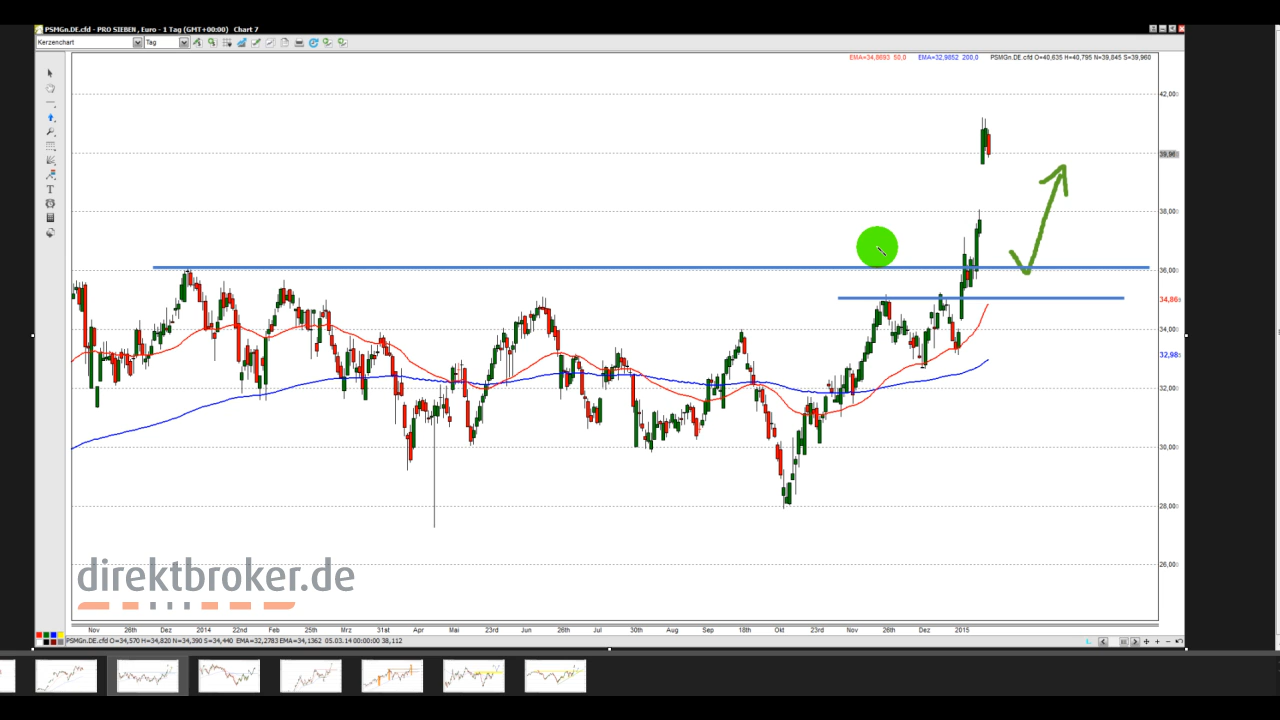 PSMGn.DE.cfd - PRO SIEBEN , Euro - 1 Tag (GMT+00:00) Chart 7
Kerzenchart Tag
EMA=34,8693 50,0 EMA=32,9852 200,0 PSMGn.DE.cfd O=40,635 H=40,795 N=39,845 S=39,960
42,00
39,96
38,00
36,00
34,86
34,00
32,98
32,00
30,00
28,00
26,00
T
direktbroker.de
Nov 26th Dez 2014 22nd Feb 25th Mrz 31st Apr Mai 23rd Jun 26th Jul 30th Aug Sep 18th Okt 23rd Nov 26th Dez 2015
PSMGn.DE.cfd O=34,570 H=34,820 N=34,390 S=34,440 EMA=32,2783 EMA=34,1362 05.03.14 00:00:00 38,112
L